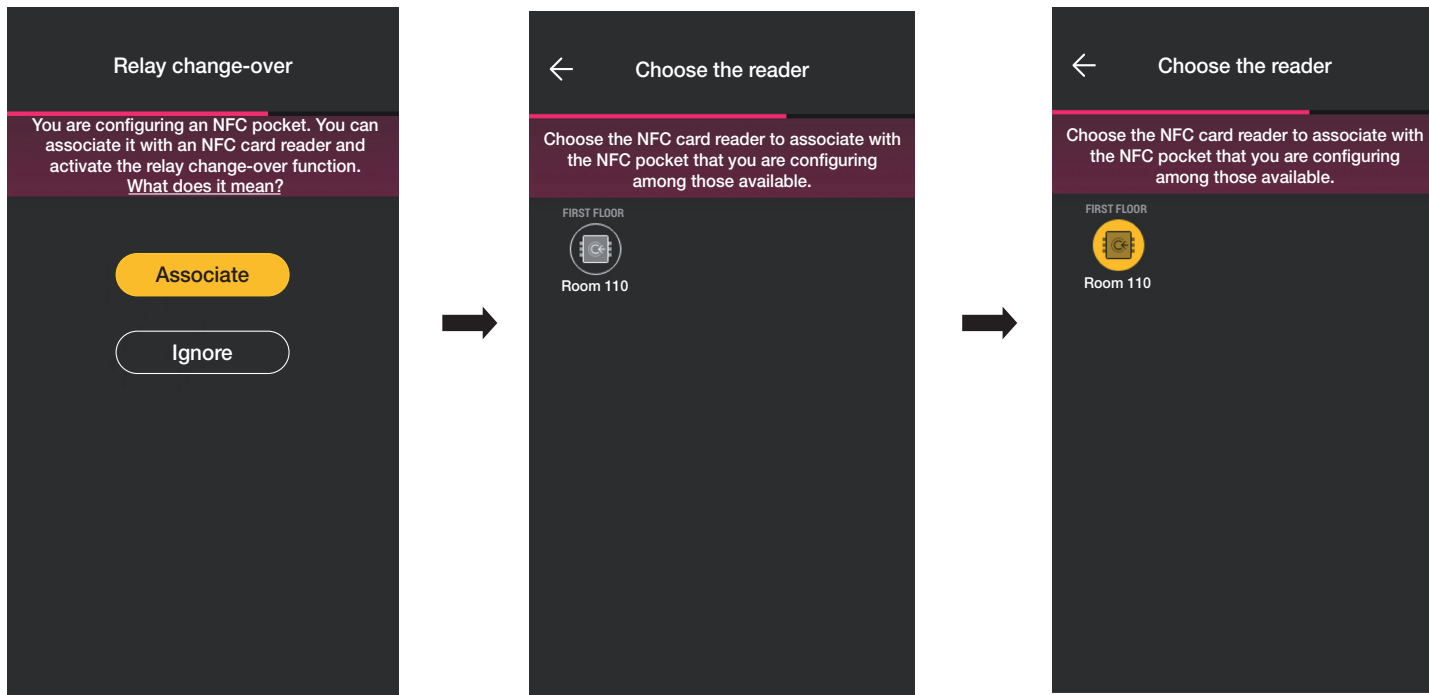 Relay change-over
You are configuring an NFC pocket. You can
associate it with an NFC card reader and
activate the relay change-over function.
What does it mean?
Associate
Ignore
Choose the reader
Choose the NFC card reader to associate with
the NFC pocket that you are configuring
among those available.
FIRST FLOOR
Room 110
Choose the reader
Choose the NFC card reader to associate with
the NFC pocket that you are configuring
among those available.
FIRST FLOOR
Room 110